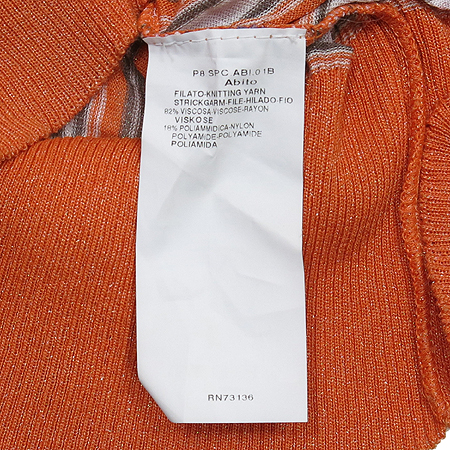 P8 SPC ABI.01B
Abito
FILATO-KNITTING YARN
STRICKGARM-FILE-HILADO-FIO
82% VISCOSA-VISCOSE-RAYON
VISKOSE
18% POLIAMMIDICA-NYLON
POLYAMIDE-POLYAMIDE
POLIAMIDA
RN73136